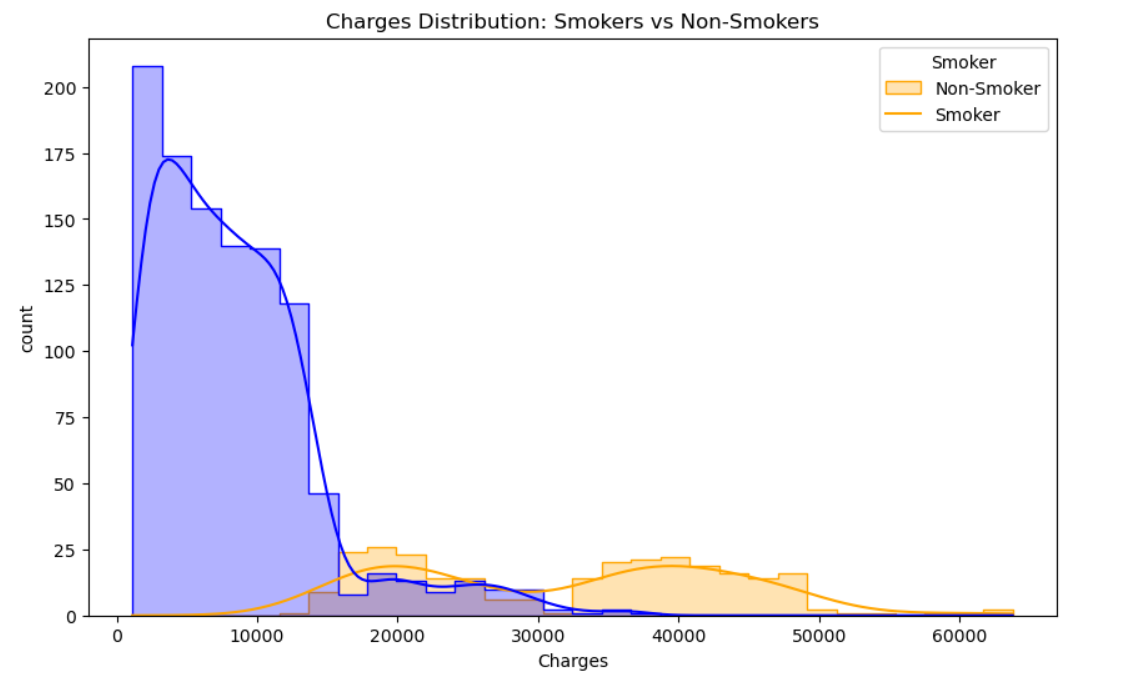 Charges Distribution: Smokers vs Non-Smokers
Smoker
Non-Smoker
Smoker
200
175
150
125
100
75
50
25
0
count
0 10000 20000 30000 40000 50000 60000
Charges